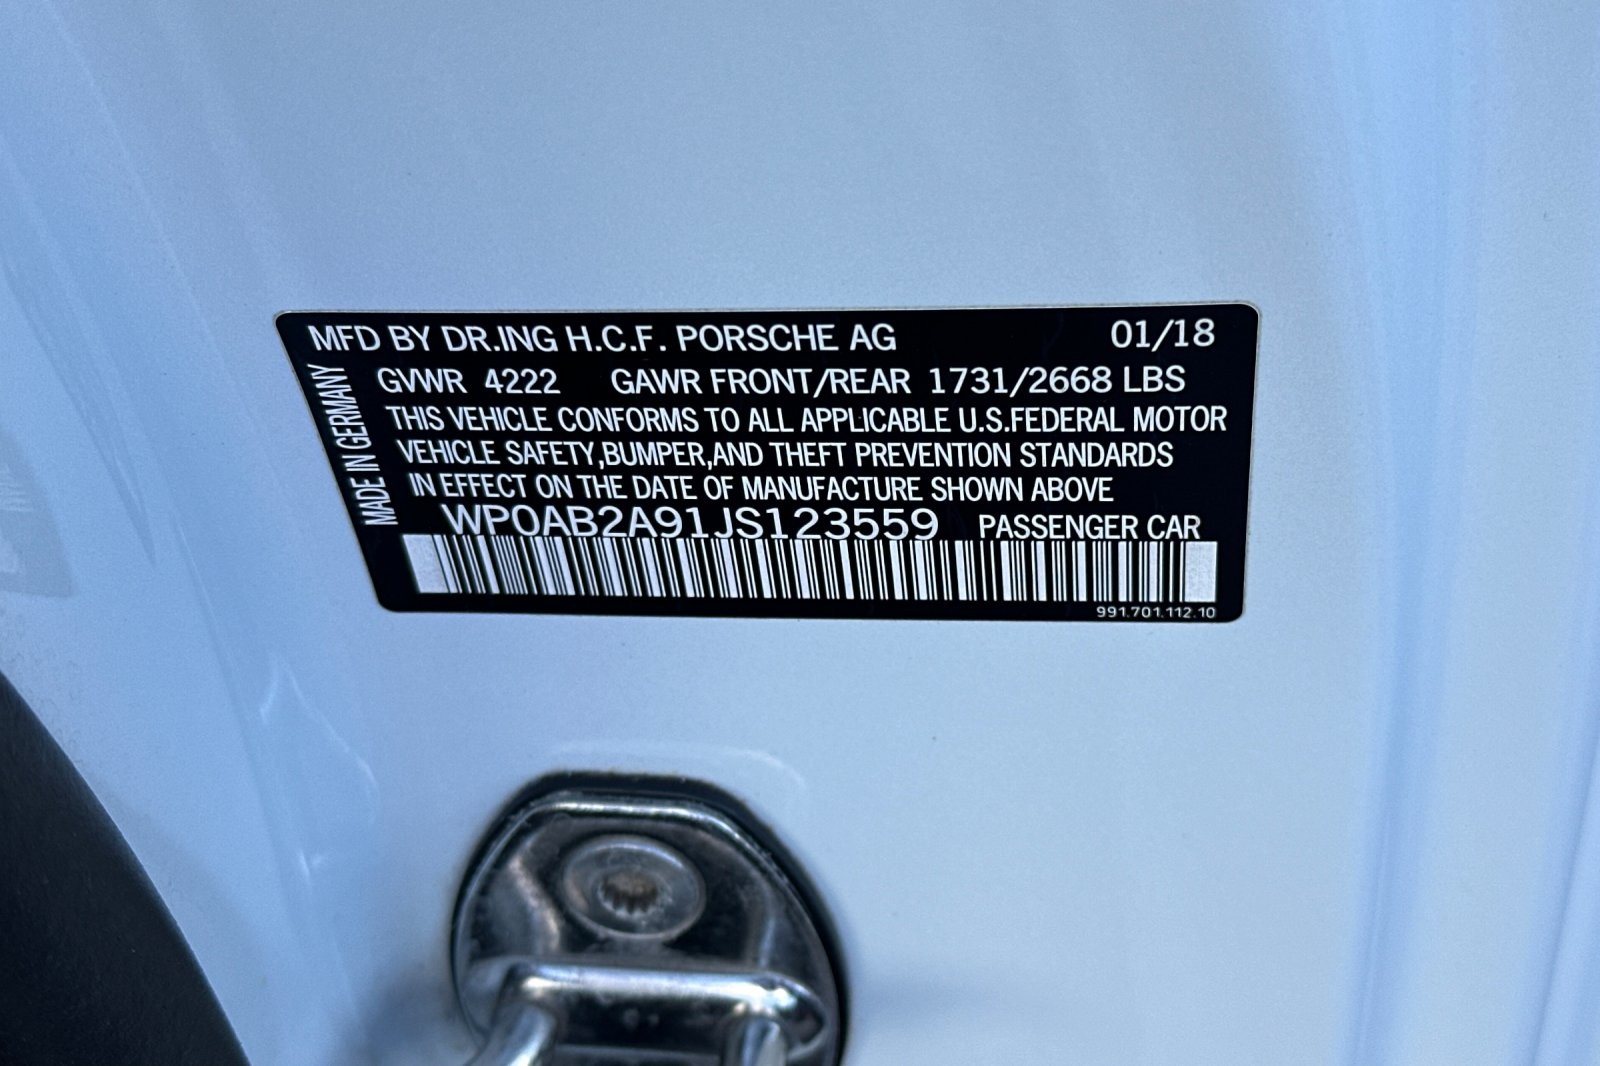 MFD BY DR.ING H.C.F. PORSCHE AG 01/18
GVWR 4222 GAWR FRONT/REAR 1731/2668 LBS
THIS VEHICLE CONFORMS TO ALL APPLICABLE U.S.FEDERAL MOTOR
VEHICLE SAFETY,BUMPER,AND THEFT PREVENTION STANDARDS
IN EFFECT ON THE DATE OF MANUFACTURE SHOWN ABOVE
WP0AB2A91JS123559 PASSENGER CAR
991.701.112.10
MADE IN GERMANY